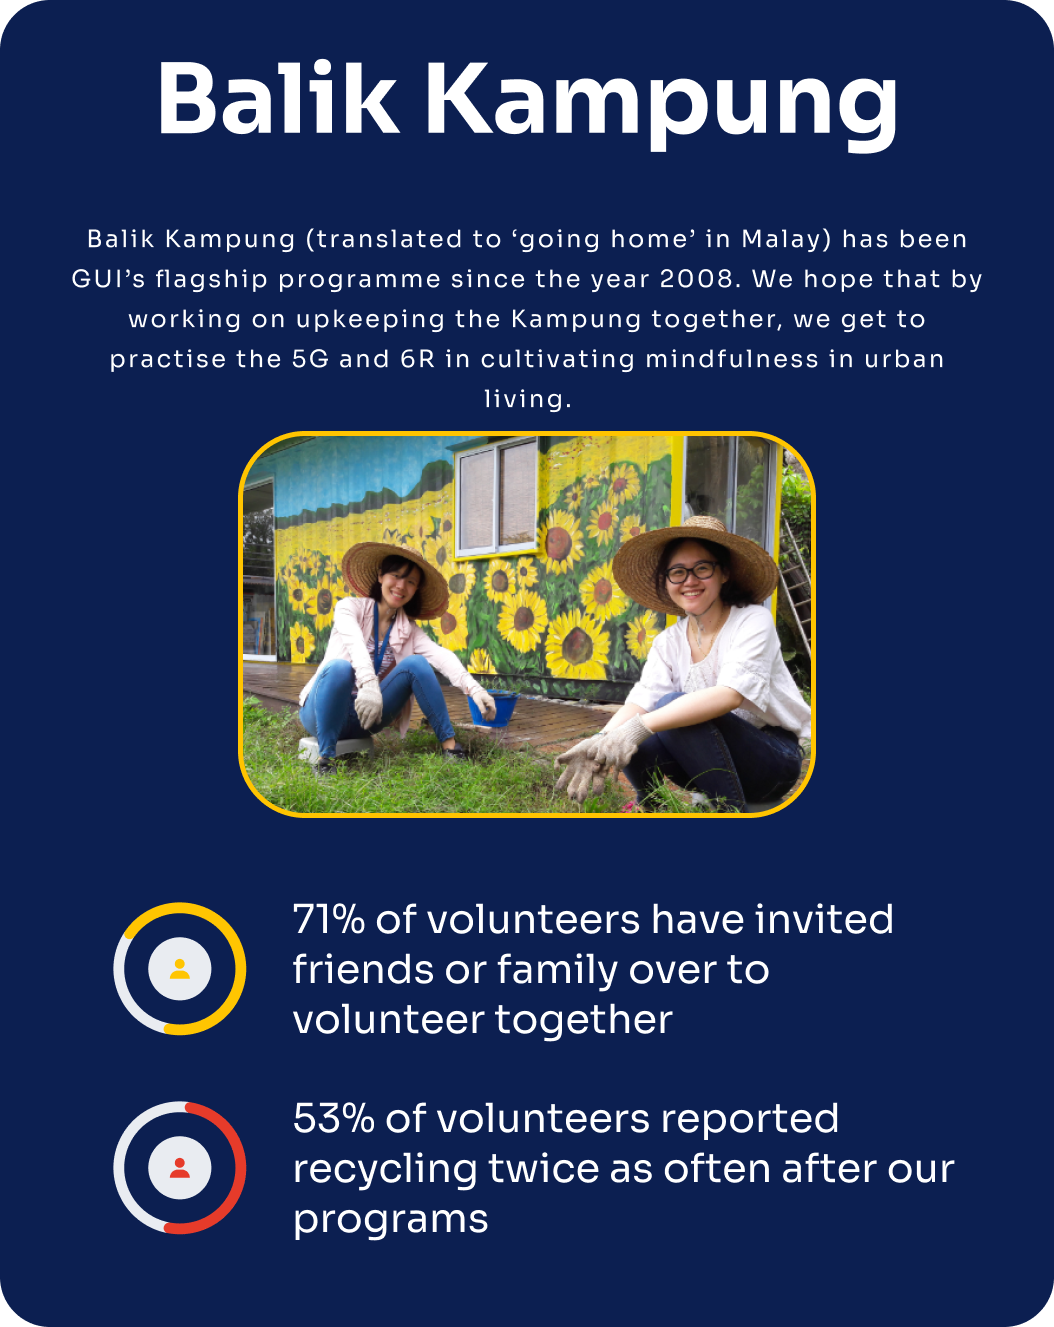 Balik Kampung
Balik Kampung (translated to ‘going home’ in Malay) has been
GUI’s flagship programme since the year 2008. We hope that by
working on upkeeping the Kampung together, we get to
practise the 5G and 6R in cultivating mindfulness in urban
living.
71% of volunteers have invited
friends or family over to
volunteer together
53% of volunteers reported
recycling twice as often after our
programs